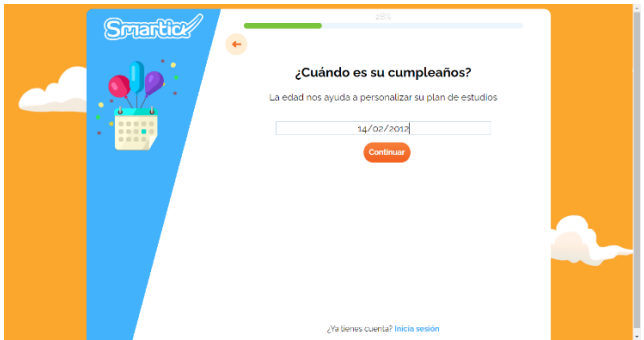 Smartick
28%
¿Cuándo es su cumpleaños?
La edad nos ayuda a personalizar su plan de estudios
14/02/2012
Continuar
¿Ya tienes cuenta? Inicia sesión